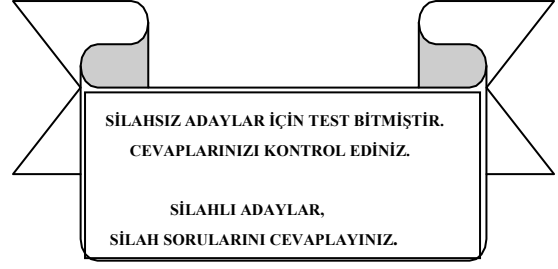 SİLAHSIZ ADAYLAR İÇİN TEST BİTMİŞTİR.
CEVAPLARINIZI KONTROL EDİNİZ.
SİLAHLI ADAYLAR,
SİLAH SORULARINI CEVAPLAYINIZ.